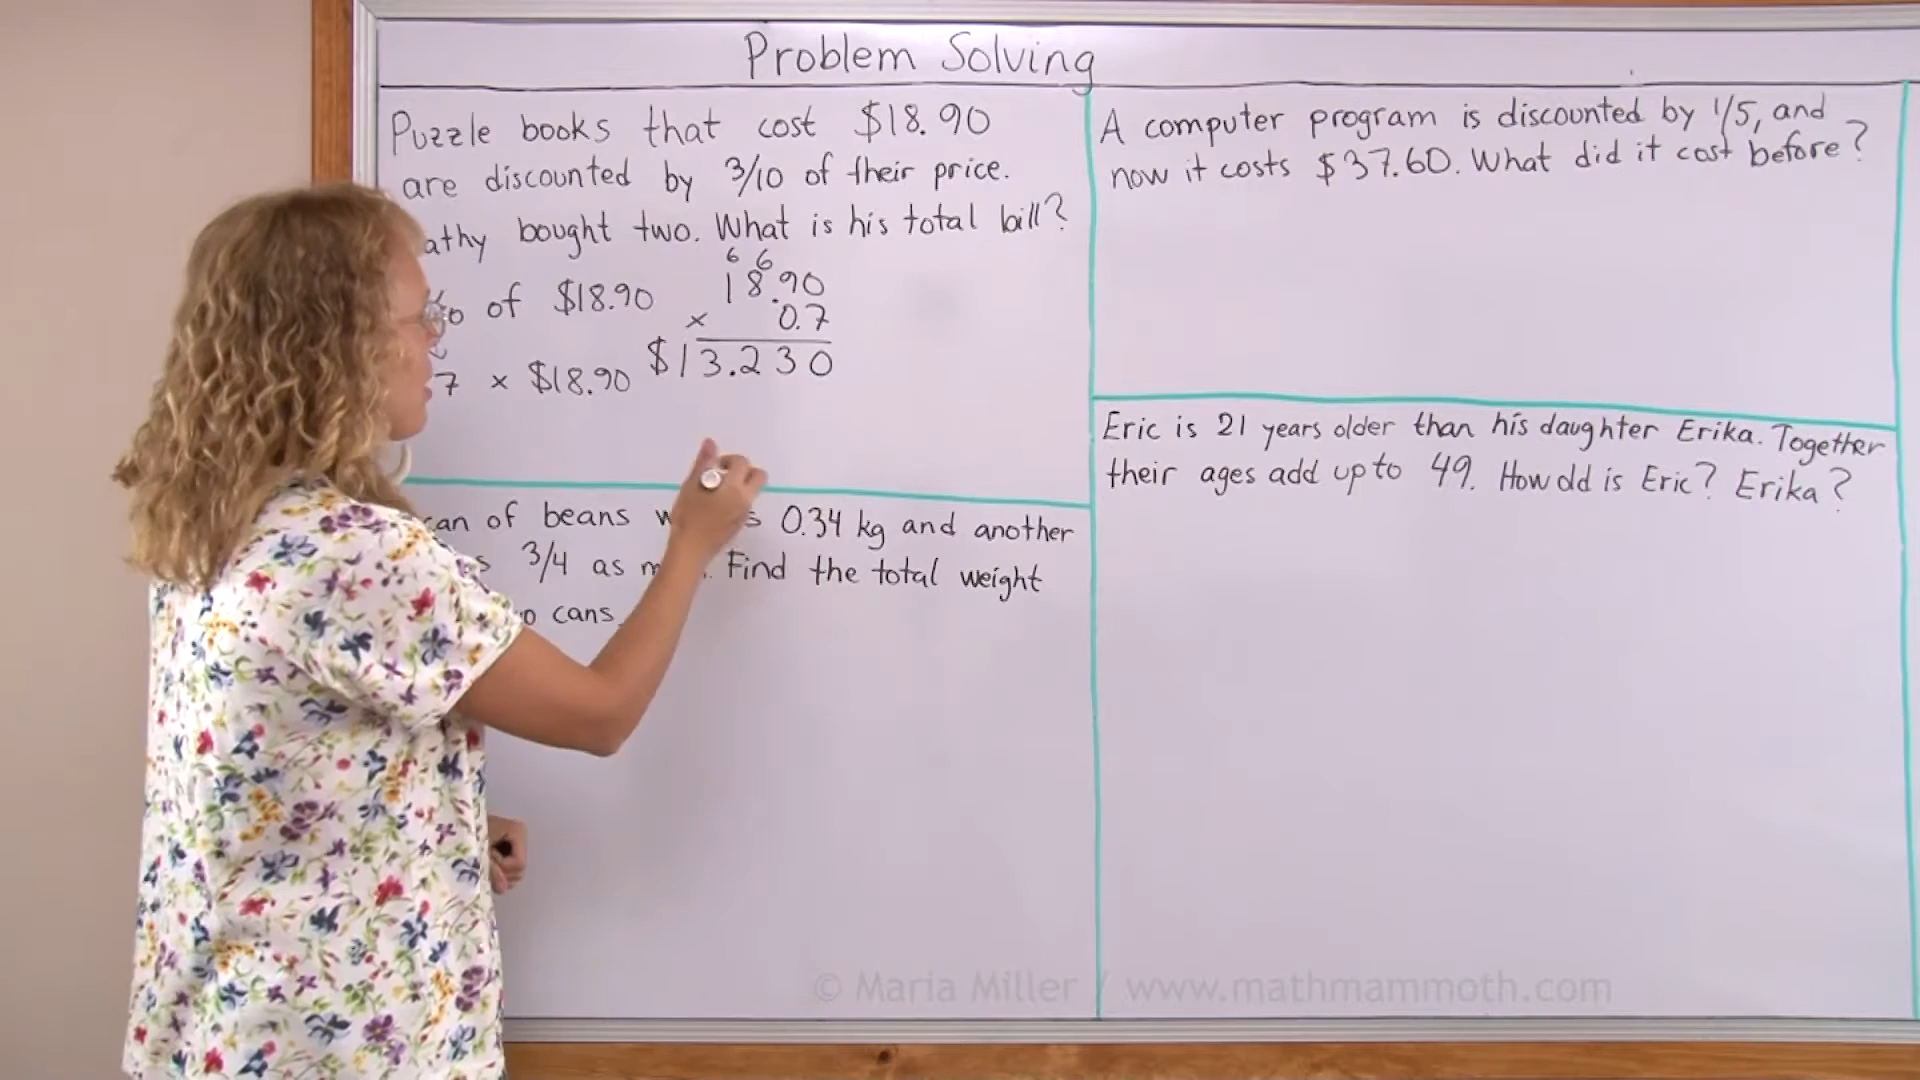 Problem Solving
Puzzle books that cost $18.90
are discounted by 3/10 of their price.
bought two. What is his total bill?
of $18.90
7 x $18.90
6 6
18.90
x 0.7
$13.230
of beans 0.34 kg and another
3/4 as Find the total weight
cans.
A computer program is discounted by 1/5, and
now it costs $37.60. What did it cost before?
Eric is 21 years older than his daughter Erika. Together
their ages add up to 49. How old is Eric? Erika?
© Maria Miller / www.mathmammoth.com